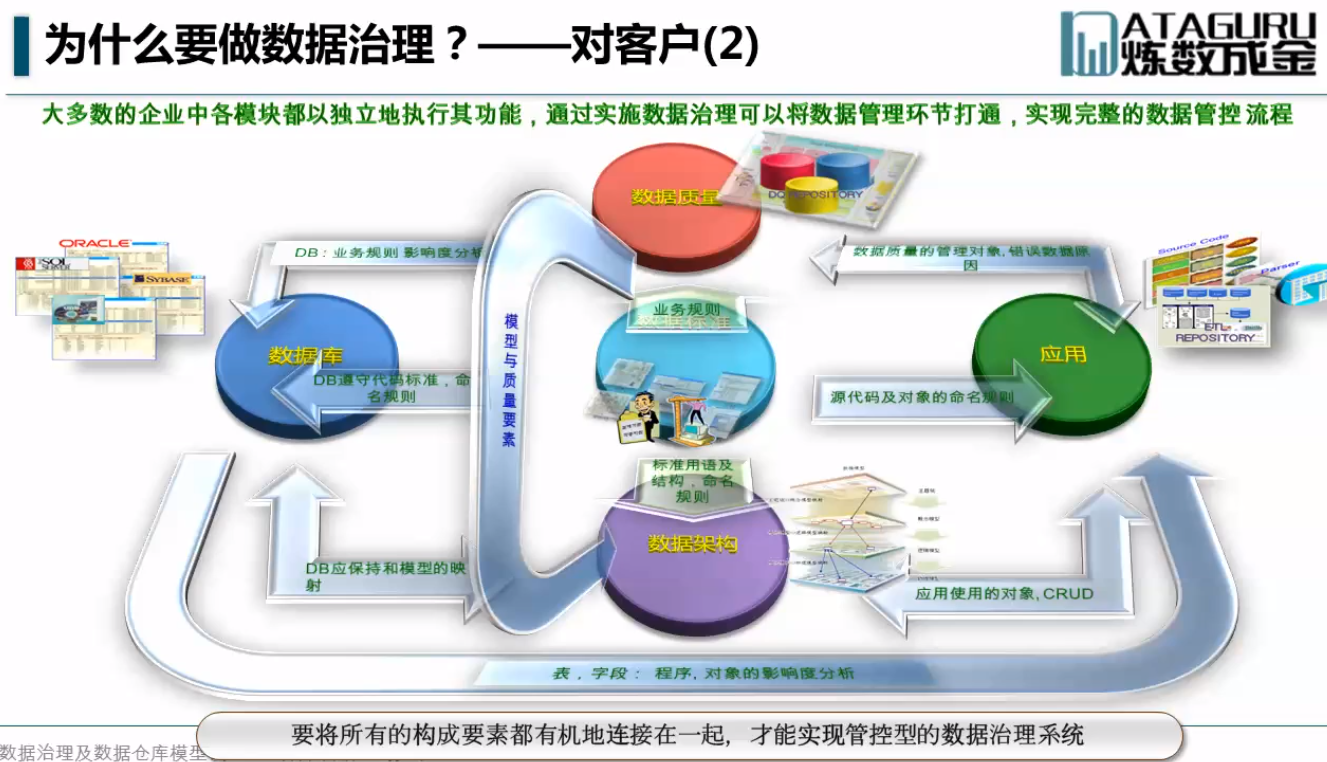 为什么要做数据治理？——对客户(2)
ATAGURU
炼数成金
大多数的企业中各模块都以独立地执行其功能，通过实施数据治理可以将数据管理环节打通，实现完整的数据管控流程
数据质量
DQ REPOSITORY
ORACLE
SQL
SERVER
SYBASE
DB：业务规则 影响度分析
数据质量的管理对象,错误数据原
因
Source Code
Parser
ETL
REPOSITORY
业务规则
数据标准
模型与质量要素
数据库
应用
DB遵守代码标准，命
名规则
源代码及对象的命名规则
标准用语及
结构，命名
规则
数据架构
DB应保持和模型的映
射
应用使用的对象,CRUD
表，字段： 程序, 对象的影响度分析
要将所有的构成要素都有机地连接在一起, 才能实现管控型的数据治理系统
数据治理及数据仓库模型